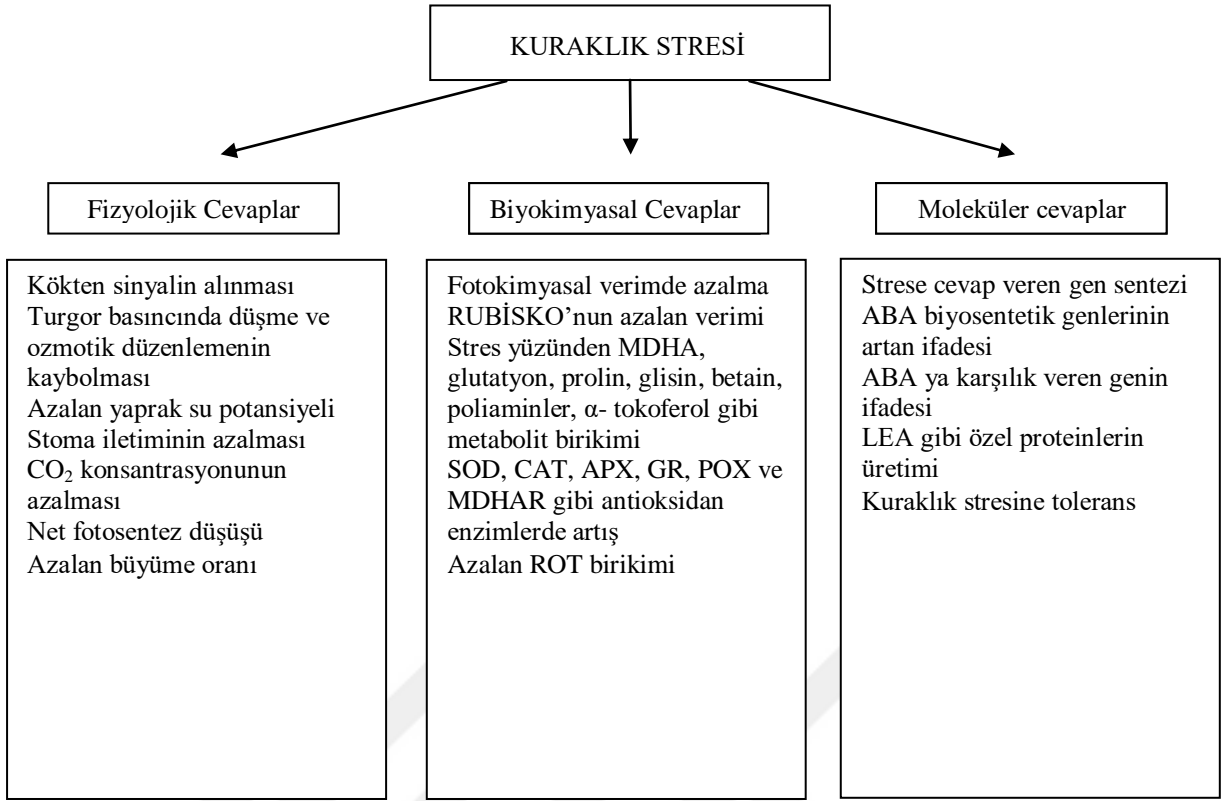 KURAKLIK STRESİ
Fizyolojik Cevaplar
Kökten sinyalin alınması
Turgor basıncında düşme ve
ozmotik düzenlemenin
kaybolması
Azalan yaprak su potansiyeli
Stoma iletiminin azalması
CO₂ konsantrasyonunun
azalması
Net fotosentez düşüşü
Azalan büyüme oranı
Biyokimyasal Cevaplar
Fotokimyasal verimde azalma
RUBİSKO’nun azalan verimi
Stres yüzünden MDHA,
glutatyon, prolin, glisin, betain,
poliaminler, α- tokoferol gibi
metabolit birikimi
SOD, CAT, APX, GR, POX ve
MDHAR gibi antioksidan
enzimlerde artış
Azalan ROT birikimi
Moleküler cevaplar
Strese cevap veren gen sentezi
ABA biyosentetik genlerinin
artan ifadesi
ABA ya karşılık veren genin
ifadesi
LEA gibi özel proteinlerin
üretimi
Kuraklık stresine tolerans